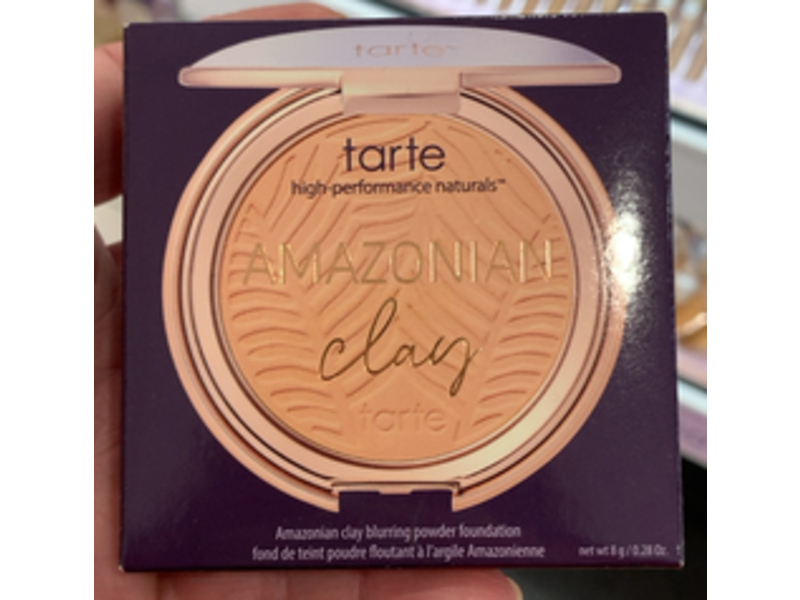 tarte™
tarte
high-performance naturals™
AMAZONIAN
clay
tarte
Amazonian clay blurring powder foundation
fond de teint poudre floutant à l'argile Amazonienne
net wt 8 g / 0.28 Oz.